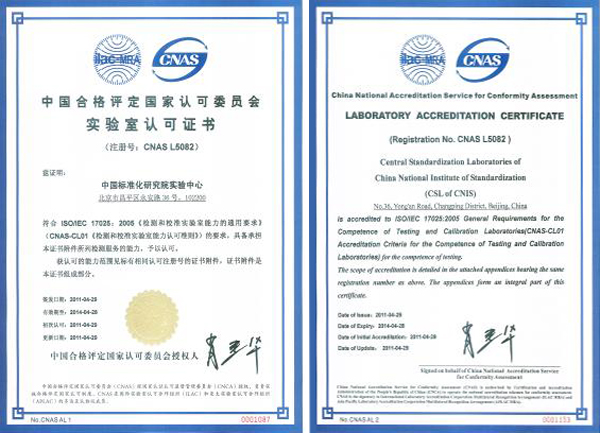 ilac-MRA
CNAS
中国合格评定国家认可委员会
实验室认可证书
(注册号: CNAS L5082)
兹证明:
中国标准化研究院实验中心
北京市昌平区永安路36号, 102200
符合 ISO/IEC 17025: 2005《检测和校准实验室能力的通用要求》
(CNAS-CL01《检测和校准实验室能力认可准则》) 的要求, 具备承担
本证书附件所列检测服务的能力, 予以认可。
获认可的能力范围见标有相同认可注册号的证书附件, 证书附件是
本证书组成部分。
颁发日期: 2011-04-29
有效期至: 2014-04-28
初次认可: 2011-04-29
更新日期: 2011-04-29
中国合格评定国家认可委员会授权人
No.CNAS AL 1
0001087
ilac-MRA
CNAS
China National Accreditation Service for Conformity Assessment
LABORATORY ACCREDITATION CERTIFICATE
(Registration No. CNAS L5082 )
Central Standardization Laboratories of
China National Institute of Standardization
(CSL of CNIS)
No.36, Yong'an Road, Changping District, Beijing, China
is accredited to ISO/IEC 17025:2005 General Requirements for the
Competence of Testing and Calibration Laboratories(CNAS-CL01
Accreditation Criteria for the Competence of Testing and Calibration
Laboratories) for the competence of testing.
The scope of accreditation is detailed in the attached appendices bearing the same
registration number as above. The appendices form an integral part of this
certificate.
Date of Issue: 2011-04-29
Date of Expiry: 2014-04-28
Date of Initial Accreditation: 2011-04-29
Date of Update: 2011-04-29
Signed on behalf of China National Accreditation Service
for Conformity Assessment
No.CNAS AL 2
0001153